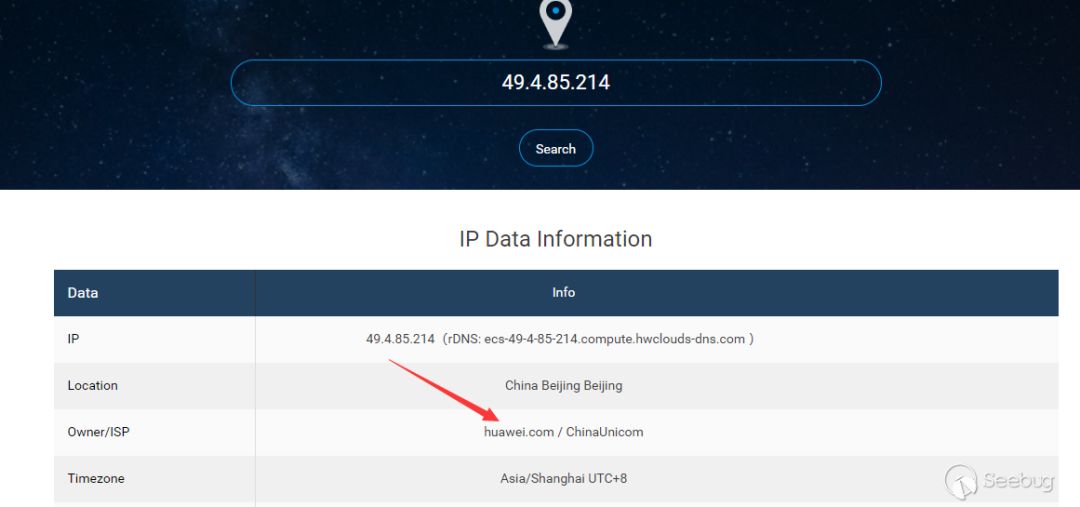 49.4.85.214
Search
IP Data Information
Data Info
IP 49.4.85.214（rDNS: ecs-49-4-85-214.compute.hwclouds-dns.com ）
Location China Beijing Beijing
Owner/ISP huawei.com / ChinaUnicom
Timezone Asia/Shanghai UTC+8
Seebug